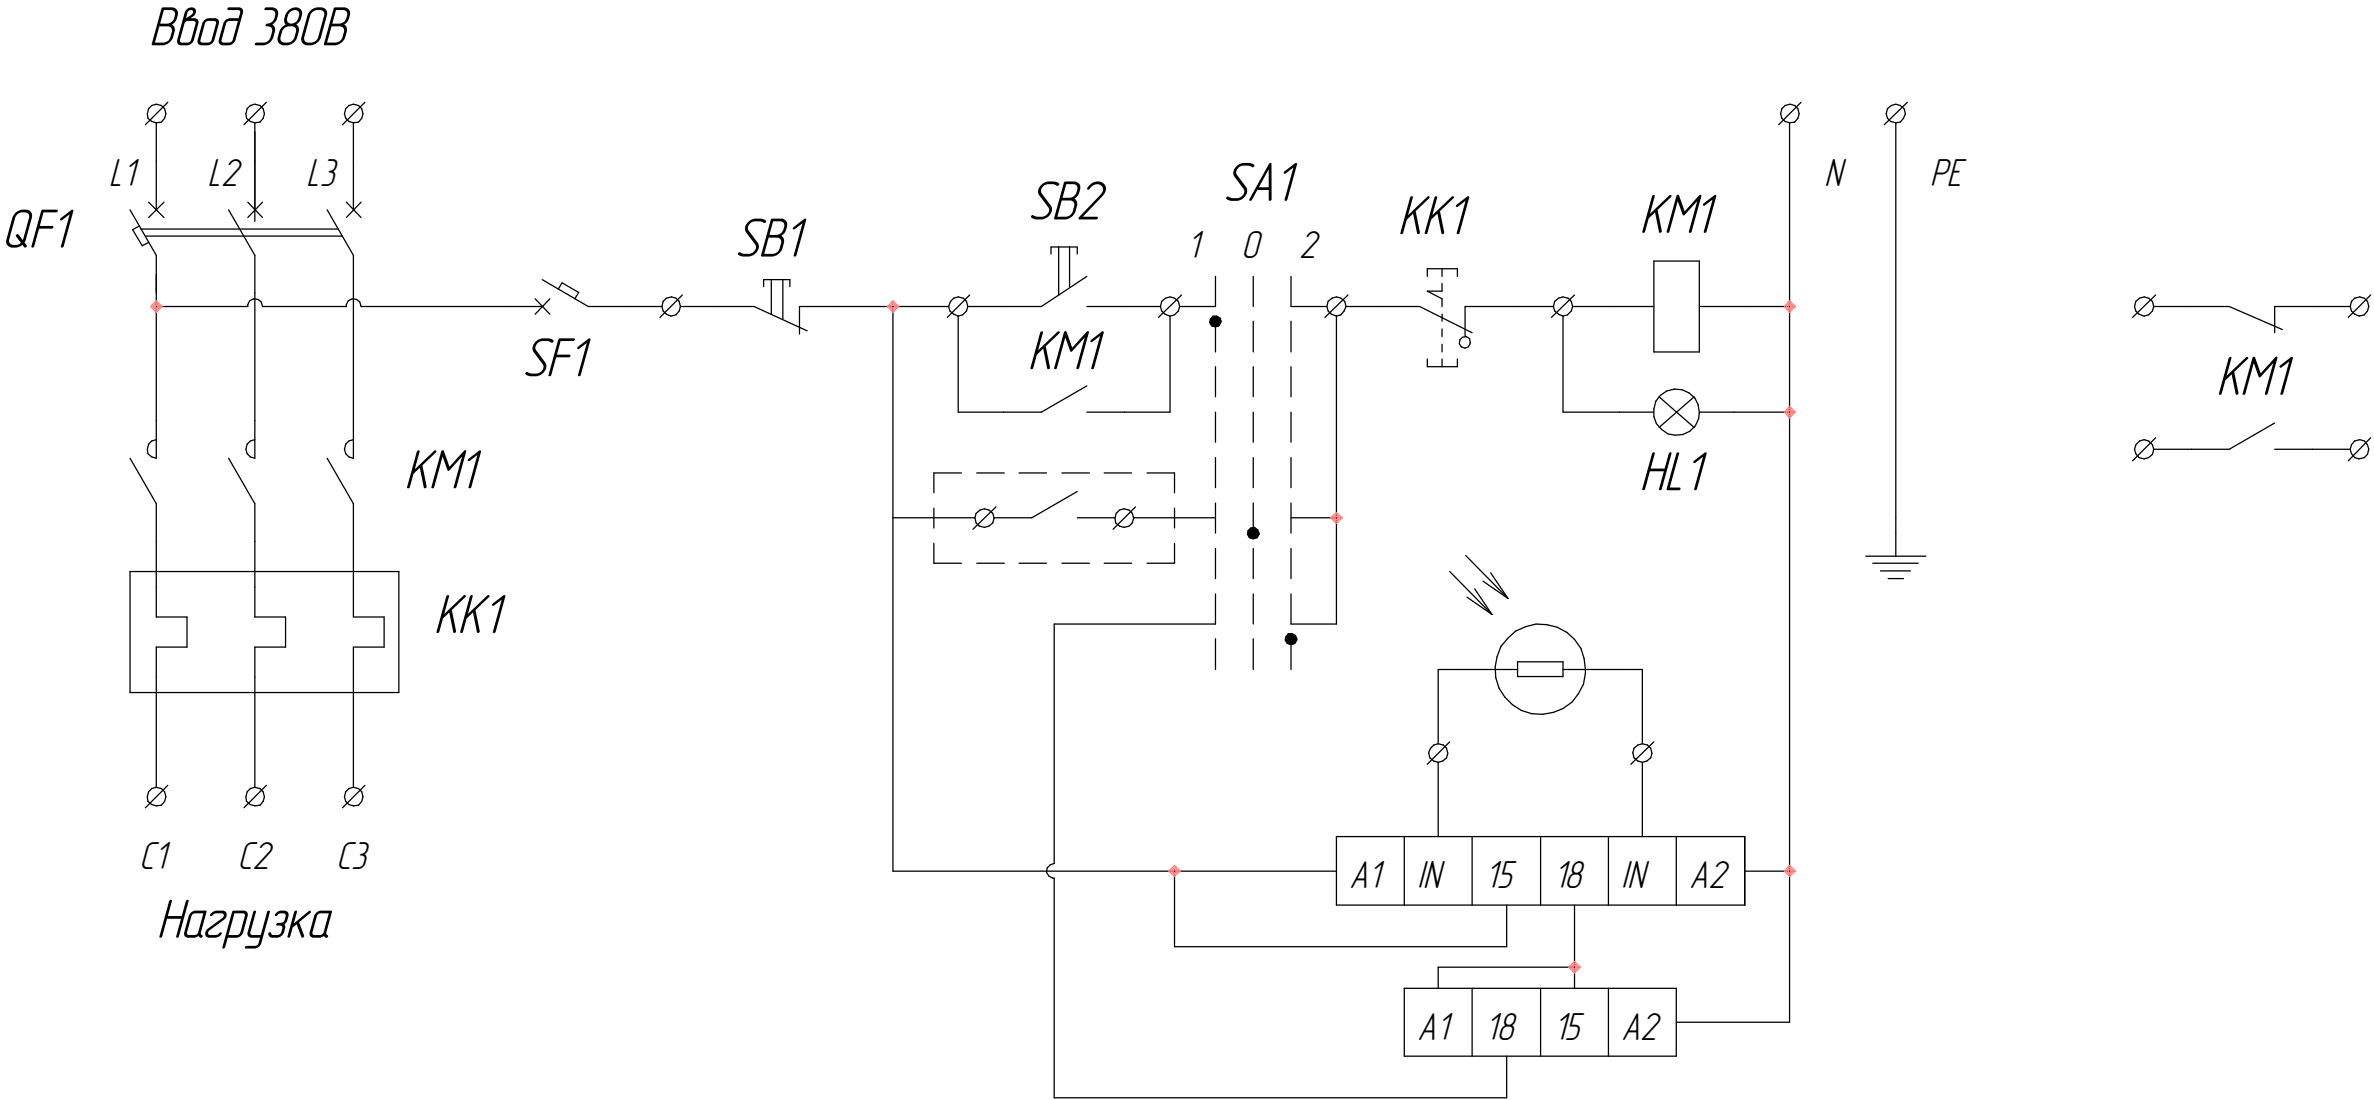 Ввод 380В
L1 L2 L3
N PE
QF1
SB1
SB2
SA1
1 0 2
KK1
KM1
SF1
KM1
HL1
KM1
KM1
KK1
C1 C2 C3
Нагрузка
A1 IN 15 18 IN A2
A1 18 15 A2